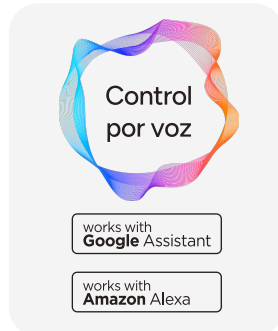 Control
por voz
works with
Google Assistant
works with
Amazon Alexa